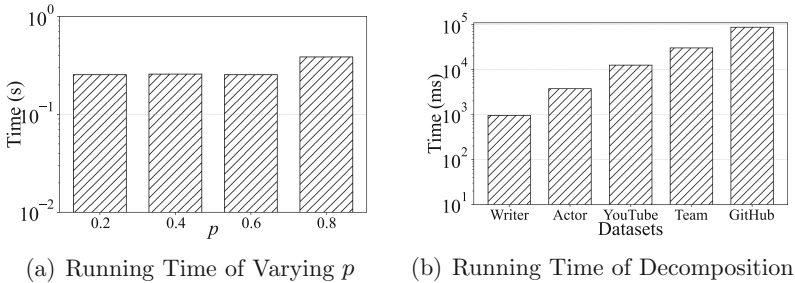 Time (s)
10^0
10^-1
10^-2
0.2 0.4 0.6 0.8
p
(a) Running Time of Varying p
Time (ms)
10^5
10^4
10^3
10^2
10^1
Writer Actor YouTube Team GitHub
Datasets
(b) Running Time of Decomposition